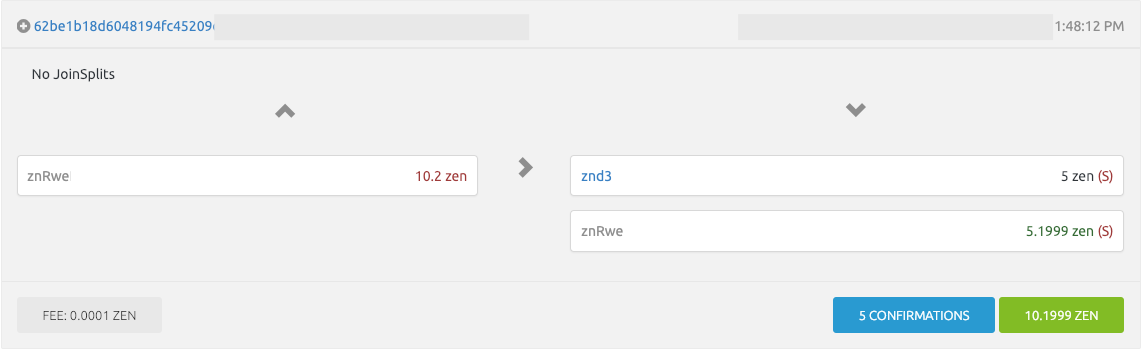 62be1b18d6048194fc45209 1:48:12 PM
No JoinSplits
znRwe 10.2 zen
znd3 5 zen (S)
znRwe 5.1999 zen (S)
FEE: 0.0001 ZEN 5 CONFIRMATIONS 10.1999 ZEN